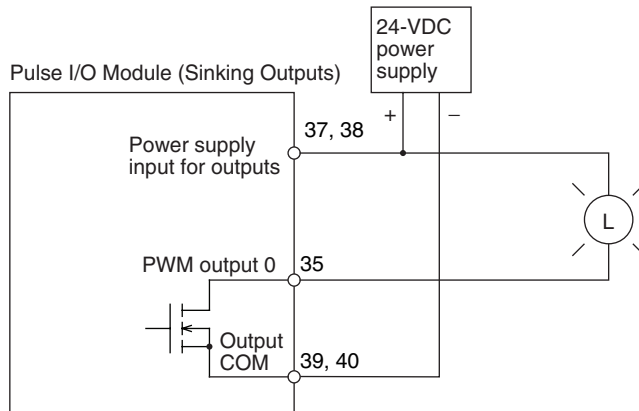 24-VDC
power
supply
Pulse I/O Module (Sinking Outputs)
+ −
37, 38
Power supply
input for outputs
L
PWM output 0
35
Output
COM
39, 40